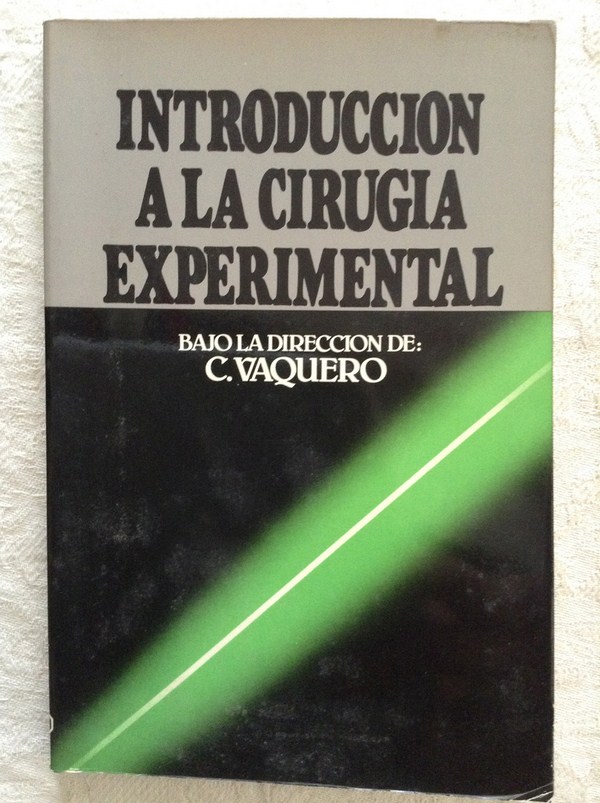 INTRODUCCION
A LA CIRUGIA
EXPERIMENTAL
BAJO LA DIRECCION DE:
C. VAQUERO